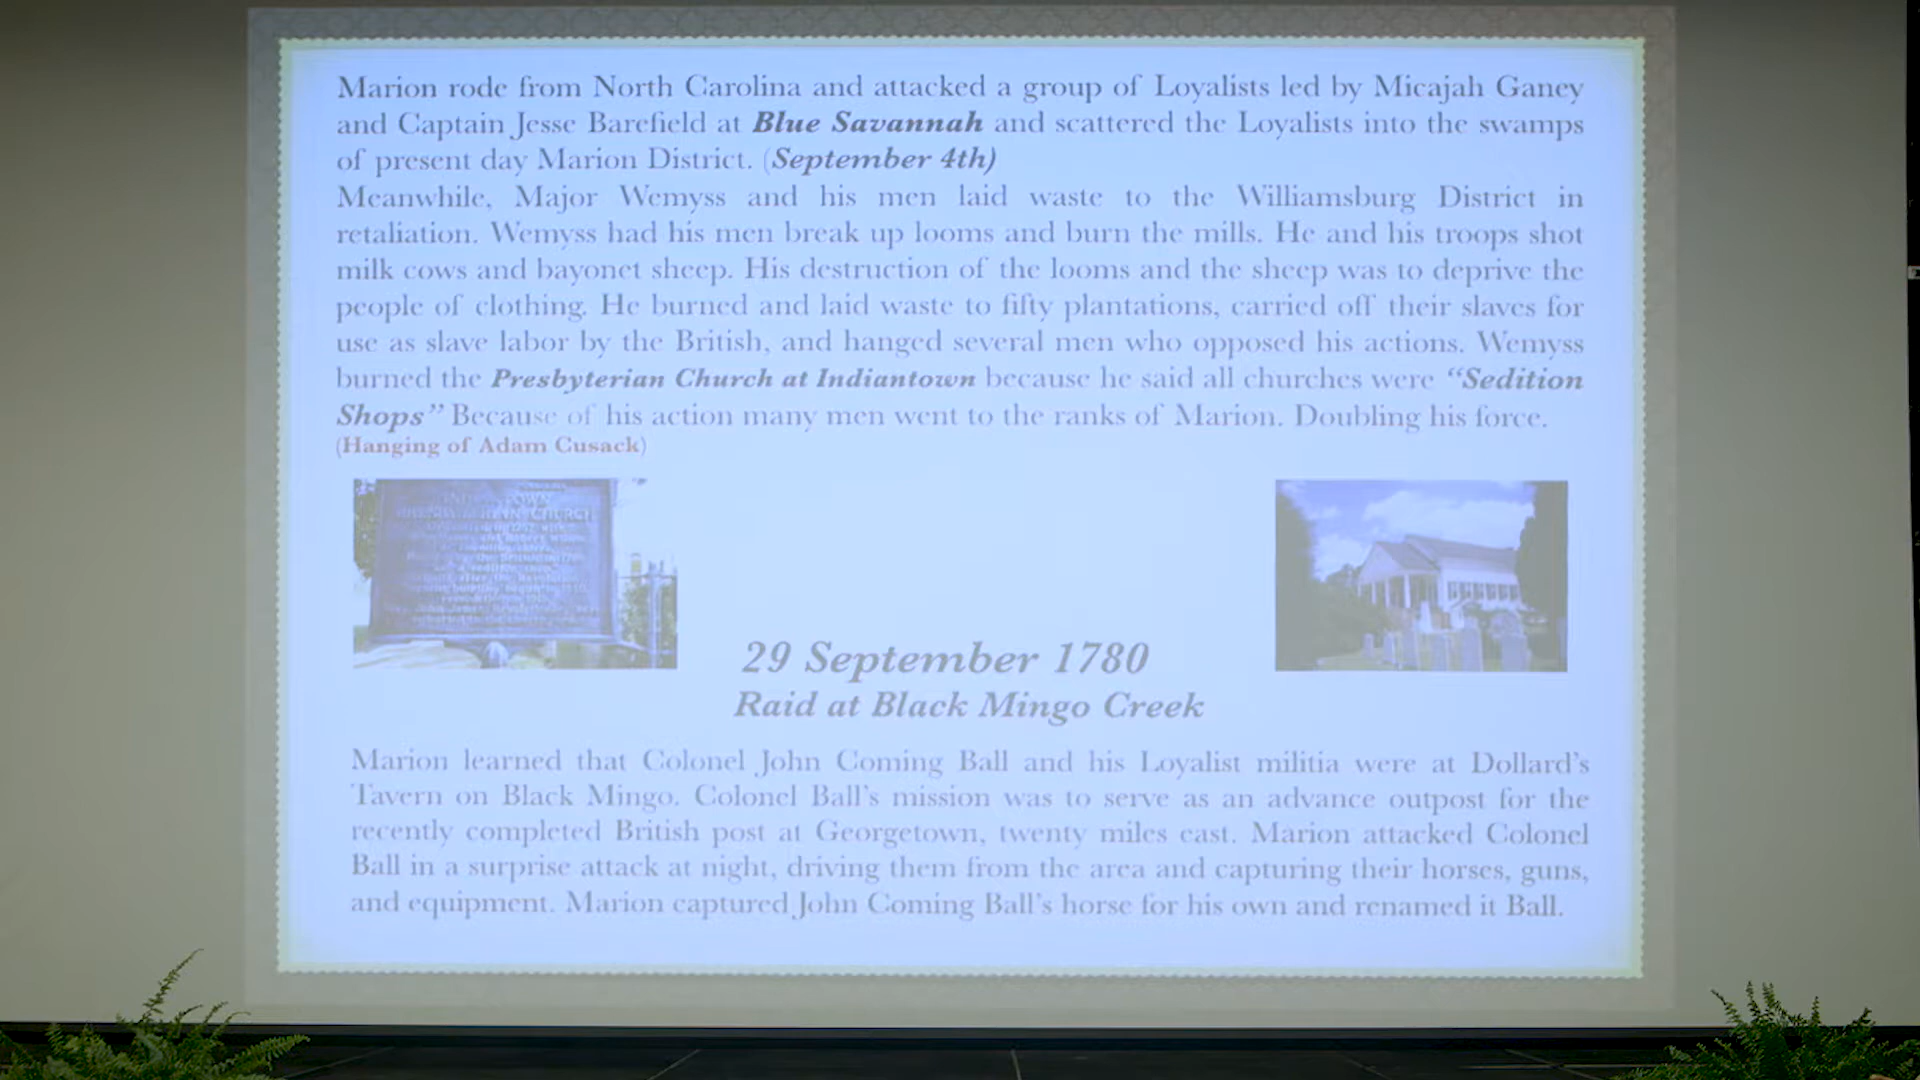 Marion rode from North Carolina and attacked a group of Loyalists led by Micajah Ganey
and Captain Jesse Barefield at Blue Savannah and scattered the Loyalists into the swamps
of present day Marion District. (September 4th)
Meanwhile, Major Wemyss and his men laid waste to the Williamsburg District in
retaliation. Wemyss had his men break up looms and burn the mills. He and his troops shot
milk cows and bayonet sheep. His destruction of the looms and the sheep was to deprive the
people of clothing. He burned and laid waste to fifty plantations, carried off their slaves for
use as slave labor by the British, and hanged several men who opposed his actions. Wemyss
burned the Presbyterian Church at Indiantown because he said all churches were “Sedition
Shops” Because of his action many men went to the ranks of Marion. Doubling his force.
(Hanging of Adam Cusack)
CHURCH
29 September 1780
Raid at Black Mingo Creek
Marion learned that Colonel John Coming Ball and his Loyalist militia were at Dollard’s
Tavern on Black Mingo. Colonel Ball’s mission was to serve as an advance outpost for the
recently completed British post at Georgetown, twenty miles east. Marion attacked Colonel
Ball in a surprise attack at night, driving them from the area and capturing their horses, guns,
and equipment. Marion captured John Coming Ball’s horse for his own and renamed it Ball.